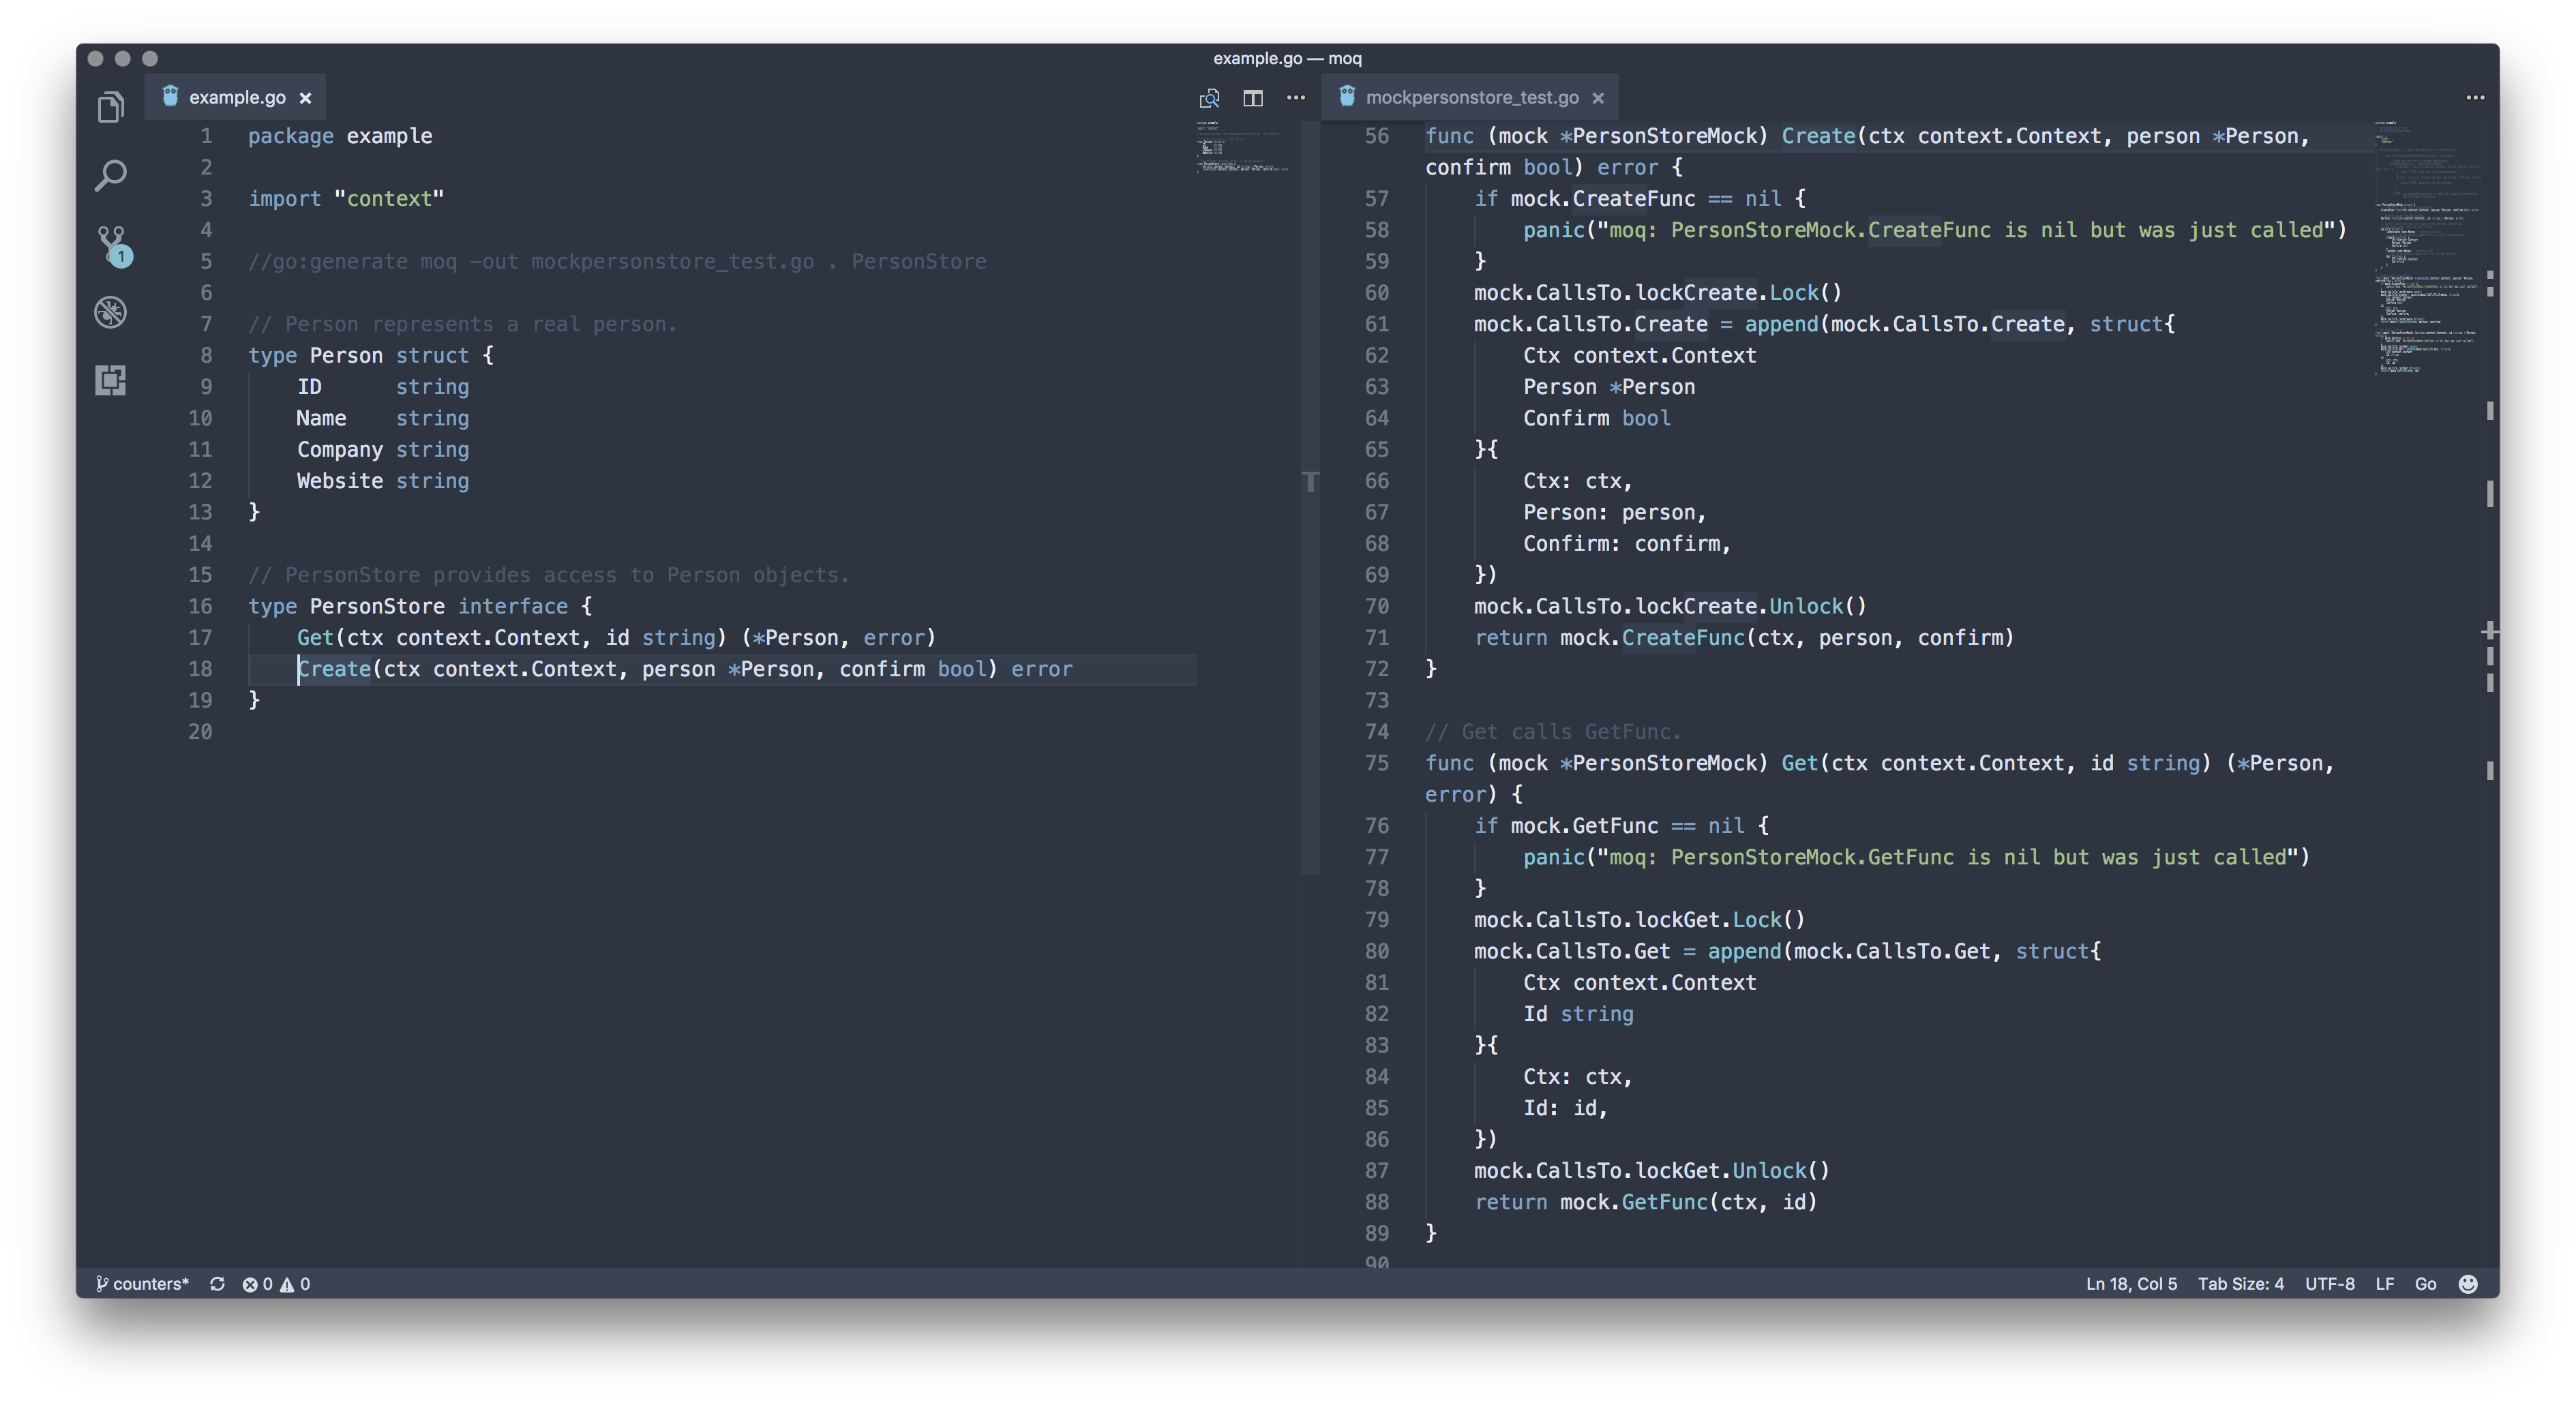 example.go — moq
example.go ×
1 package example
2
3 import "context"
4
5 //go:generate moq -out mockpersonstore_test.go . PersonStore
6
7 // Person represents a real person.
8 type Person struct {
9 ID string
10 Name string
11 Company string
12 Website string
13 }
14
15 // PersonStore provides access to Person objects.
16 type PersonStore interface {
17 Get(ctx context.Context, id string) (*Person, error)
18 Create(ctx context.Context, person *Person, confirm bool) error
19 }
20
1
mockpersonstore_test.go ×
56 func (mock *PersonStoreMock) Create(ctx context.Context, person *Person,
confirm bool) error {
57 if mock.CreateFunc == nil {
58 panic("moq: PersonStoreMock.CreateFunc is nil but was just called")
59 }
60 mock.CallsTo.lockCreate.Lock()
61 mock.CallsTo.Create = append(mock.CallsTo.Create, struct{
62 Ctx context.Context
63 Person *Person
64 Confirm bool
65 }{
66 Ctx: ctx,
67 Person: person,
68 Confirm: confirm,
69 })
70 mock.CallsTo.lockCreate.Unlock()
71 return mock.CreateFunc(ctx, person, confirm)
72 }
73
74 // Get calls GetFunc.
75 func (mock *PersonStoreMock) Get(ctx context.Context, id string) (*Person,
error) {
76 if mock.GetFunc == nil {
77 panic("moq: PersonStoreMock.GetFunc is nil but was just called")
78 }
79 mock.CallsTo.lockGet.Lock()
80 mock.CallsTo.Get = append(mock.CallsTo.Get, struct{
81 Ctx context.Context
82 Id string
83 }{
84 Ctx: ctx,
85 Id: id,
86 })
87 mock.CallsTo.lockGet.Unlock()
88 return mock.GetFunc(ctx, id)
89 }
90
counters* 0 0 Ln 18, Col 5 Tab Size: 4 UTF-8 LF Go